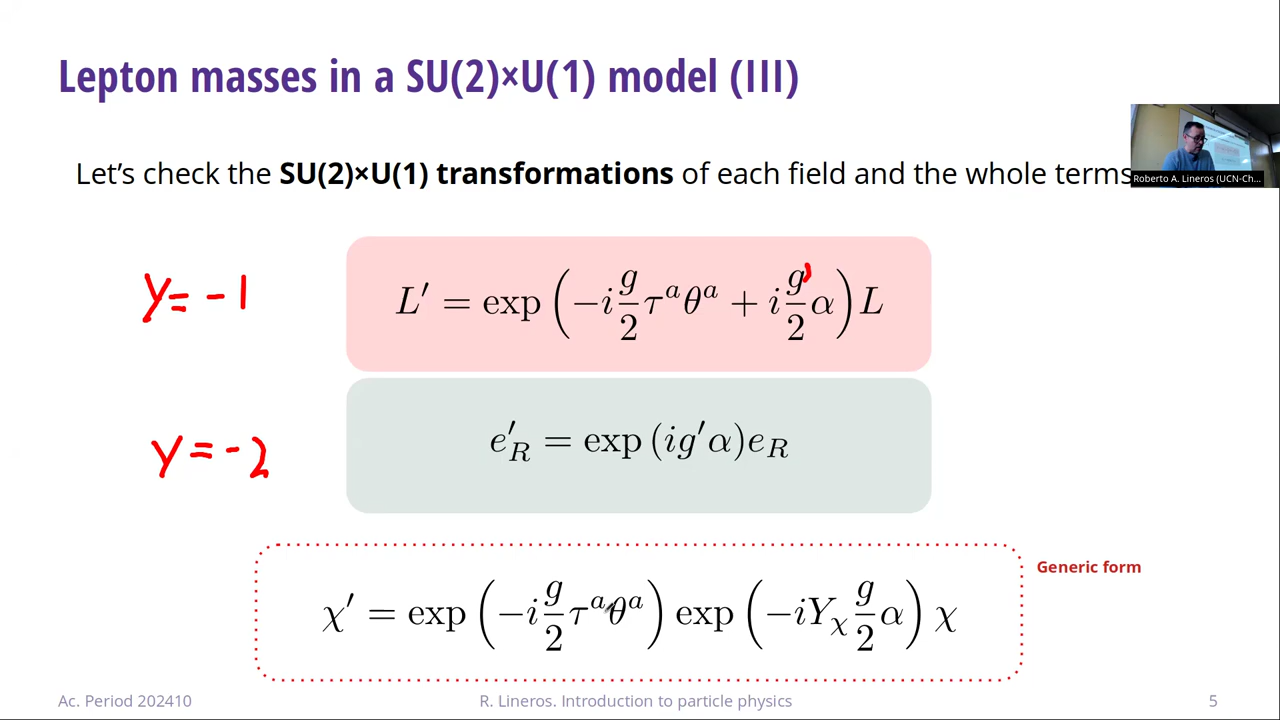 Lepton masses in a SU(2)×U(1) model (III)
Let's check the SU(2)×U(1) transformations of each field and the whole terms
Roberto A. Lineros (UCN-Ch...
y = -1
L′ = exp (−i g/2 τ^a θ^a + i g'/2 α) L
y = -2
e′_R = exp (ig′α)e_R
Generic form
χ′ = exp (−i g/2 τ^a θ^a) exp (−iY_χ g/2 α) χ
Ac. Period 202410
R. Lineros. Introduction to particle physics
5